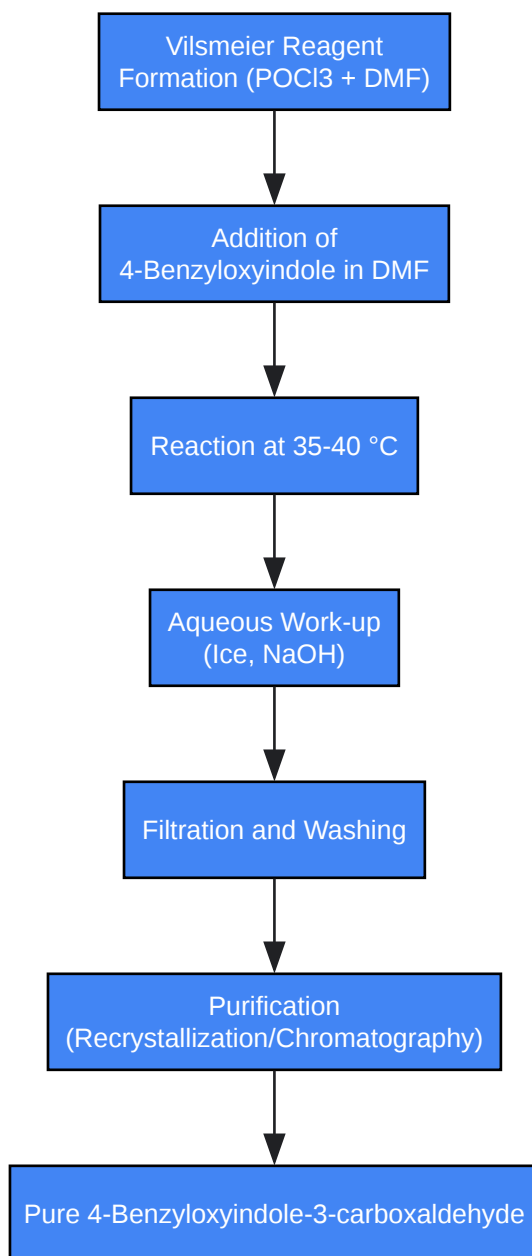 Vilsmeier Reagent
Formation (POCl3 + DMF)
Addition of
4-Benzyloxyindole in DMF
Reaction at 35-40 °C
Aqueous Work-up
(Ice, NaOH)
Filtration and Washing
Purification
(Recrystallization/Chromatography)
Pure 4-Benzyloxyindole-3-carboxaldehyde